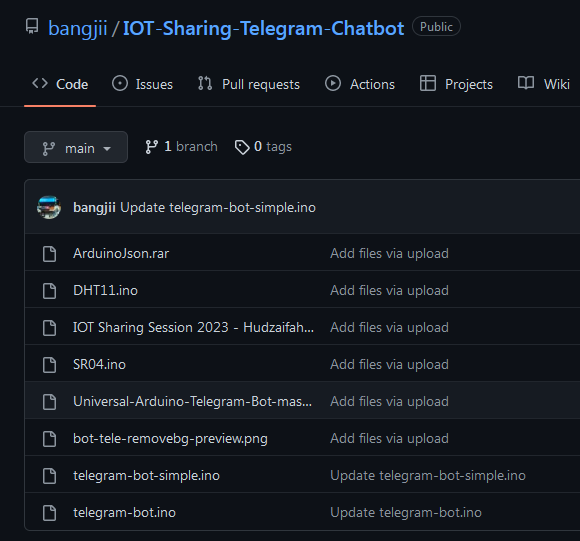 bangjii / IOT-Sharing-Telegram-Chatbot Public
Code Issues Pull requests Actions Projects Wiki
main 1 branch 0 tags
bangjii Update telegram-bot-simple.ino
ArduinoJson.rar Add files via upload
DHT11.ino Add files via upload
IOT Sharing Session 2023 - Hudzaifah... Add files via upload
SR04.ino Add files via upload
Universal-Arduino-Telegram-Bot-mas... Add files via upload
bot-tele-removebg-preview.png Add files via upload
telegram-bot-simple.ino Update telegram-bot-simple.ino
telegram-bot.ino Update telegram-bot.ino